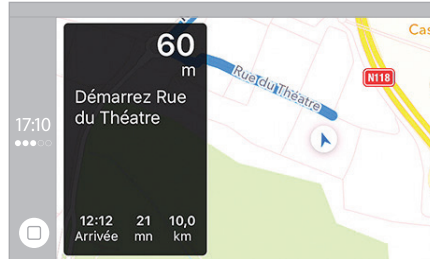 60
m
Démarrez Rue
du Théatre
17:10
12:12 21 10,0
Arrivée mn km
Rue du Théatre
N118
Cas